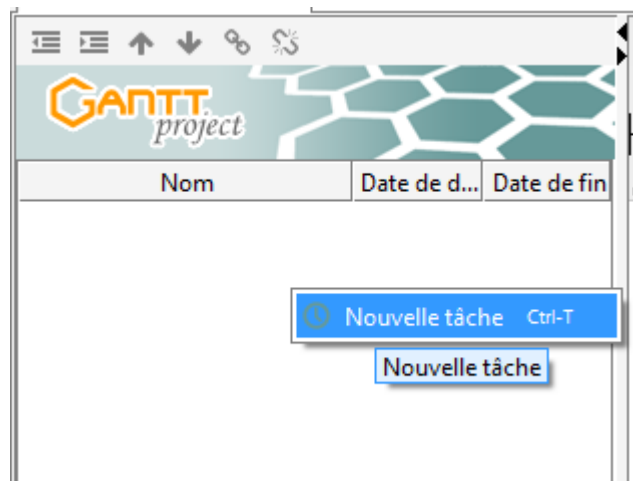 GANTT
project
Nom Date de d... Date de fin
Nouvelle tâche Ctrl-T
Nouvelle tâche